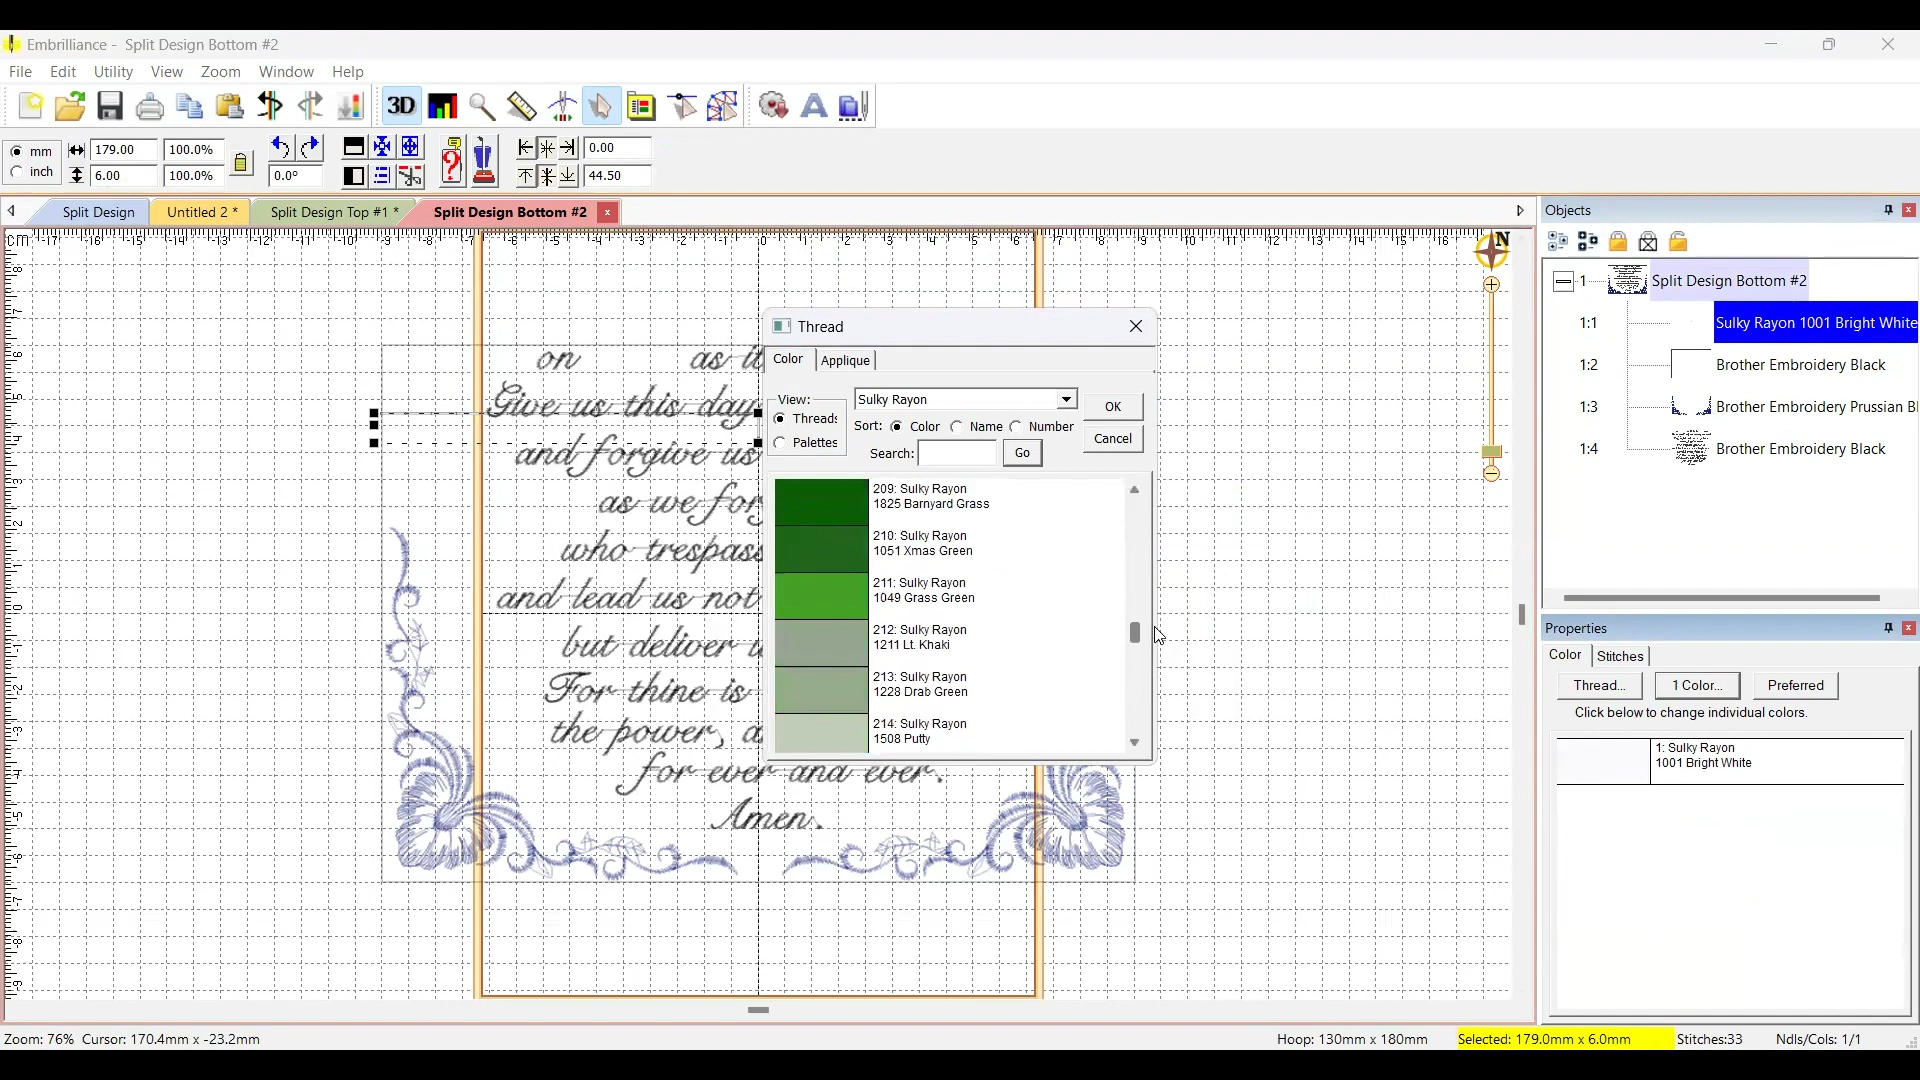 Embrilliance - Split Design Bottom #2
File Edit Utility View Zoom Window Help
3D
mm 179.00 100.0% 0.00
inch 6.00 100.0% 0.0° 44.50
Split Design Untitled 2 * Split Design Top #1 * Split Design Bottom #2 x
cm
N
on as it
Give us this day
and forgive us
as we for
who trespass
and lead us not
but deliver u
For thine is
the power, a
for ever and ever.
Amen.
Thread
Color Applique
View:
Threads
Palettes
Sulky Rayon
Sort: Color Name Number
Search: Go
OK
Cancel
209: Sulky Rayon
1825 Barnyard Grass
210: Sulky Rayon
1051 Xmas Green
211: Sulky Rayon
1049 Grass Green
212: Sulky Rayon
1211 Lt. Khaki
213: Sulky Rayon
1228 Drab Green
214: Sulky Rayon
1508 Putty
Objects
1 Split Design Bottom #2
1:1 Sulky Rayon 1001 Bright White
1:2 Brother Embroidery Black
1:3 Brother Embroidery Prussian Bl
1:4 Brother Embroidery Black
Properties
Color Stitches
Thread... 1 Color... Preferred
Click below to change individual colors.
1: Sulky Rayon
1001 Bright White
Zoom: 76% Cursor: 170.4mm x -23.2mm Hoop: 130mm x 180mm Selected: 179.0mm x 6.0mm Stitches:33 Ndls/Cols: 1/1